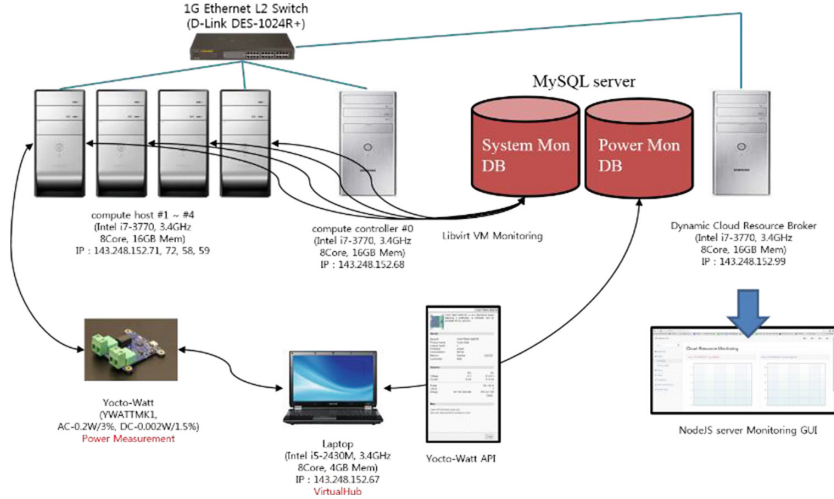 1G Ethernet L2 Switch
(D-Link DES-1024R+)
MySQL server
System Mon
DB
Power Mon
DB
compute host #1 ~ #4
(Intel i7-3770, 3.4GHz
8Core, 16GB Mem)
IP : 143.248.152.71, 72, 58, 59
compute controller #0
(Intel i7-3770, 3.4GHz
8Core, 16GB Mem)
IP : 143.248.152.68
Libvirt VM Monitoring
Dynamic Cloud Resource Broker
(Intel i7-3770, 3.4GHz
8Core, 16GB Mem)
IP : 143.248.152.99
Cloud Resource Monitoring
NodeJS server Monitoring GUI
Yocto-Watt
(YWATTMK1,
AC-0.2W/3%, DC-0.002W/1.5%)
Power Measurement
Laptop
(Intel i5-2430M, 3.4GHz
8Core, 4GB Mem)
IP : 143.248.152.67
VirtualHub
Yocto-Watt API